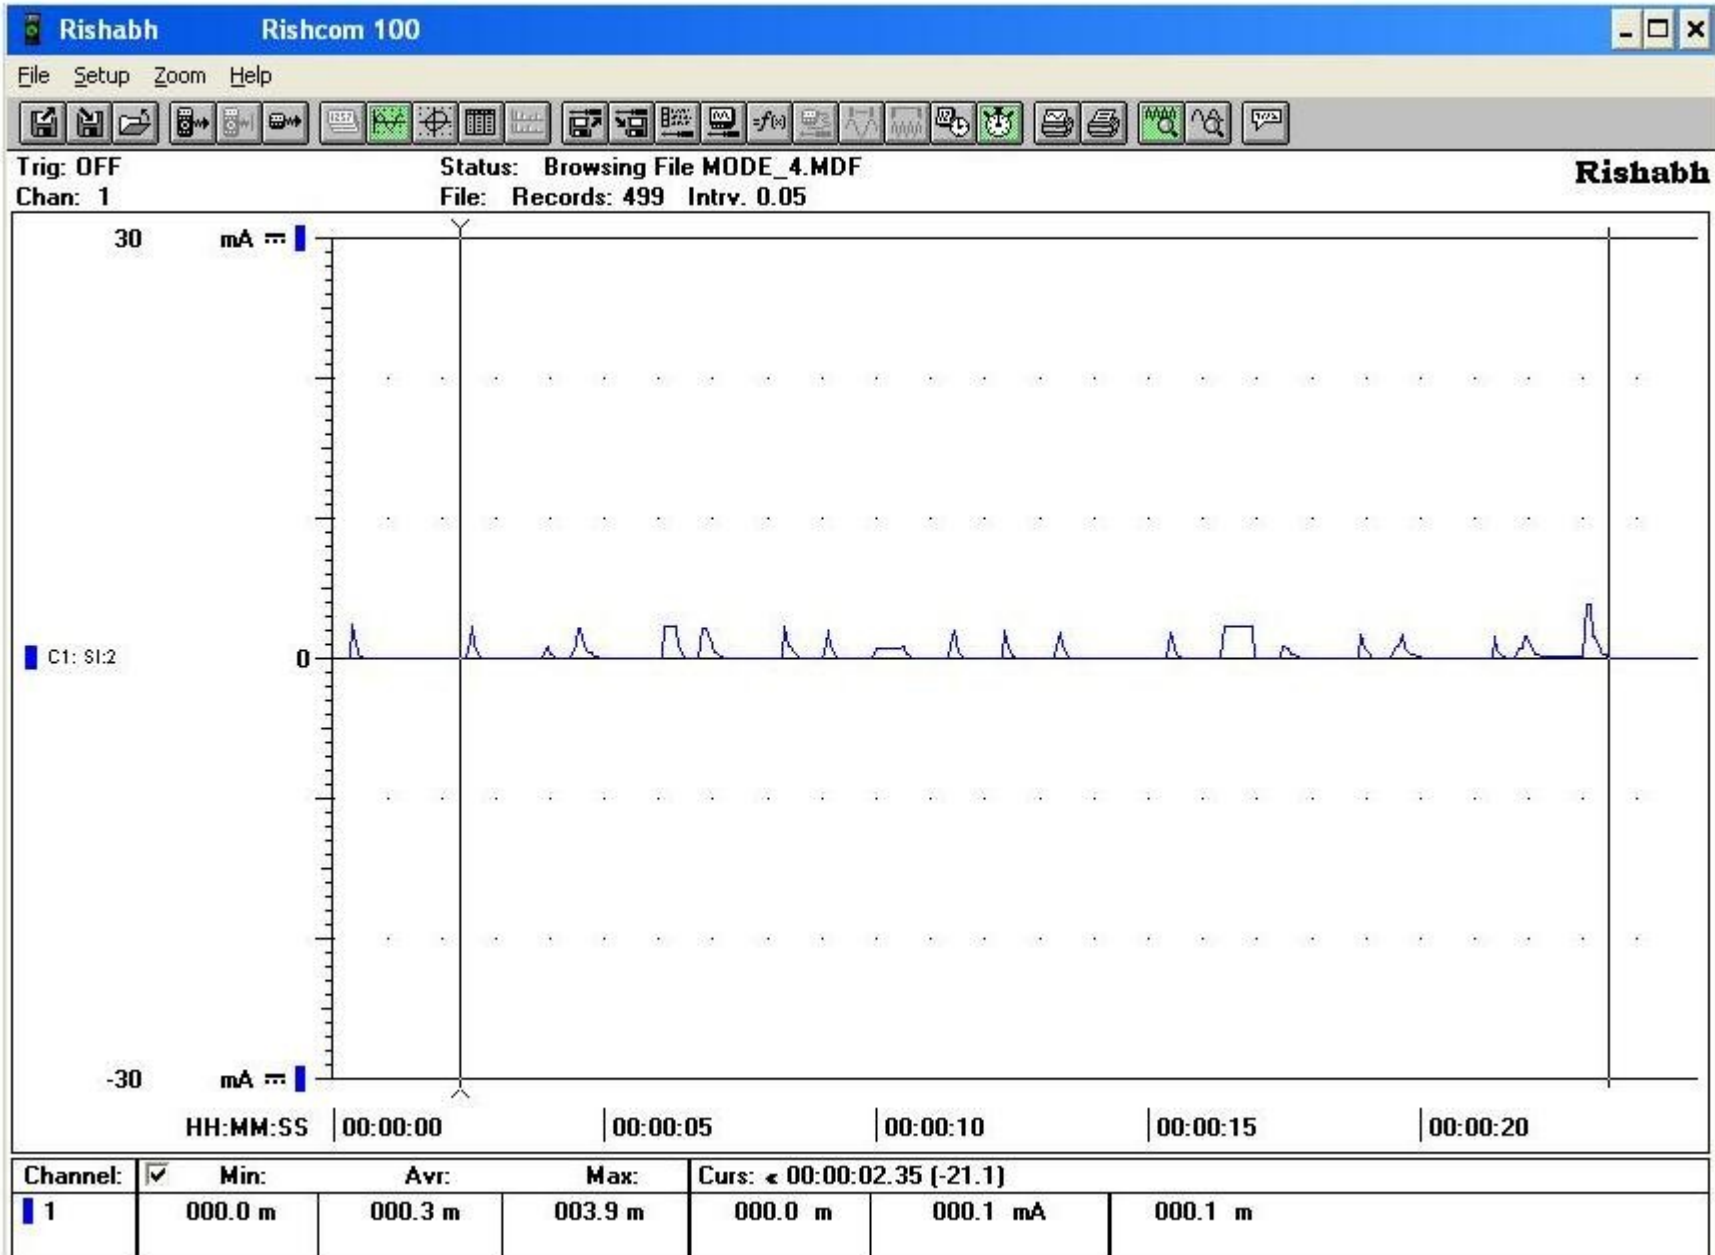 Rishabh Rishcom 100
File Setup Zoom Help
Trig: OFF Status: Browsing File MODE_4.MDF Rishabh
Chan: 1 File: Records: 499 Intrv. 0.05
30 mA
C1: SI:2 0
-30 mA
HH:MM:SS 00:00:00 00:00:05 00:00:10 00:00:15 00:00:20
Channel: Min: Avr: Max: Curs: < 00:00:02.35 (-21.1)
1 000.0 m 000.3 m 003.9 m 000.0 m 000.1 mA 000.1 m